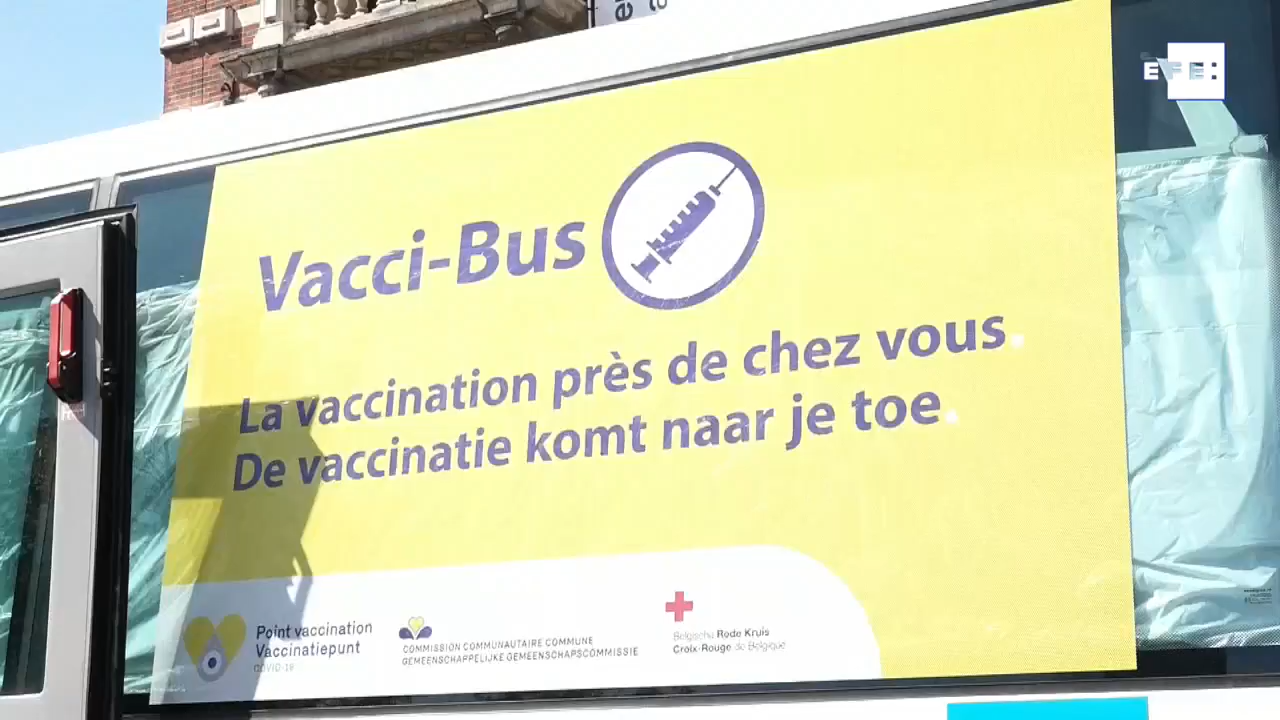 EFE:
Vacci-Bus
La vaccination près de chez vous.
De vaccinatie komt naar je toe.
Point vaccination
Vaccinatiepunt
COVID-19
COMMISSION COMMUNAUTAIRE COMMUNE
GEMEENSCHAPPELIJKE GEMEENSCHAPSCOMMISSIE
Belgische Rode Kruis
Croix-Rouge de Belgique